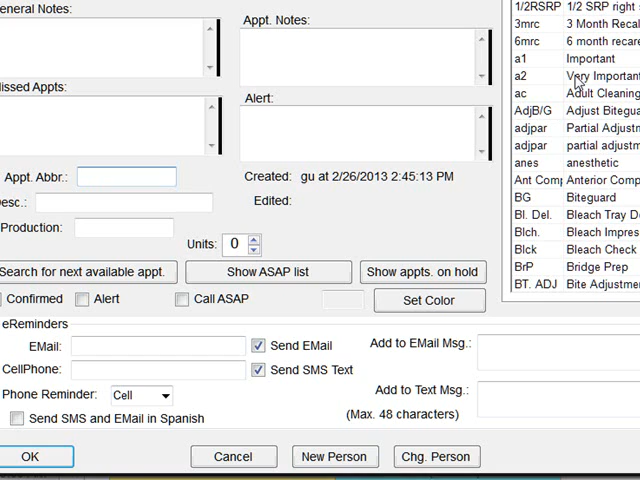 eneral Notes:
Appt. Notes:
issed Appts:
Alert:
Appt. Abbr.:
Created: gu at 2/26/2013 2:45:13 PM
esc.:
Edited:
Production:
Units: 0
Search for next available appt.
Show ASAP list
Show appts. on hold
Confirmed
Alert
Call ASAP
Set Color
1/2RSRP 1/2 SRP right s
3mrc 3 Month Recal
6mrc 6 month recare
a1 Important
a2 Very Important
ac Adult Cleaning
AdjB/G Adjust Bitegua
adjpar Partial Adjustm
adjpar partial adjustm
anes anesthetic
Ant Comp Anterior Comp
BG Biteguard
Bl. Del. Bleach Tray De
Blch. Bleach Impres
Blck Bleach Check
BrP Bridge Prep
BT. ADJ Bite Adjustme
eReminders
EMail:
Send EMail
Add to EMail Msg.:
CellPhone:
Send SMS Text
Phone Reminder: Cell
Add to Text Msg.:
(Max. 48 characters)
Send SMS and EMail in Spanish
OK
Cancel
New Person
Chg. Person